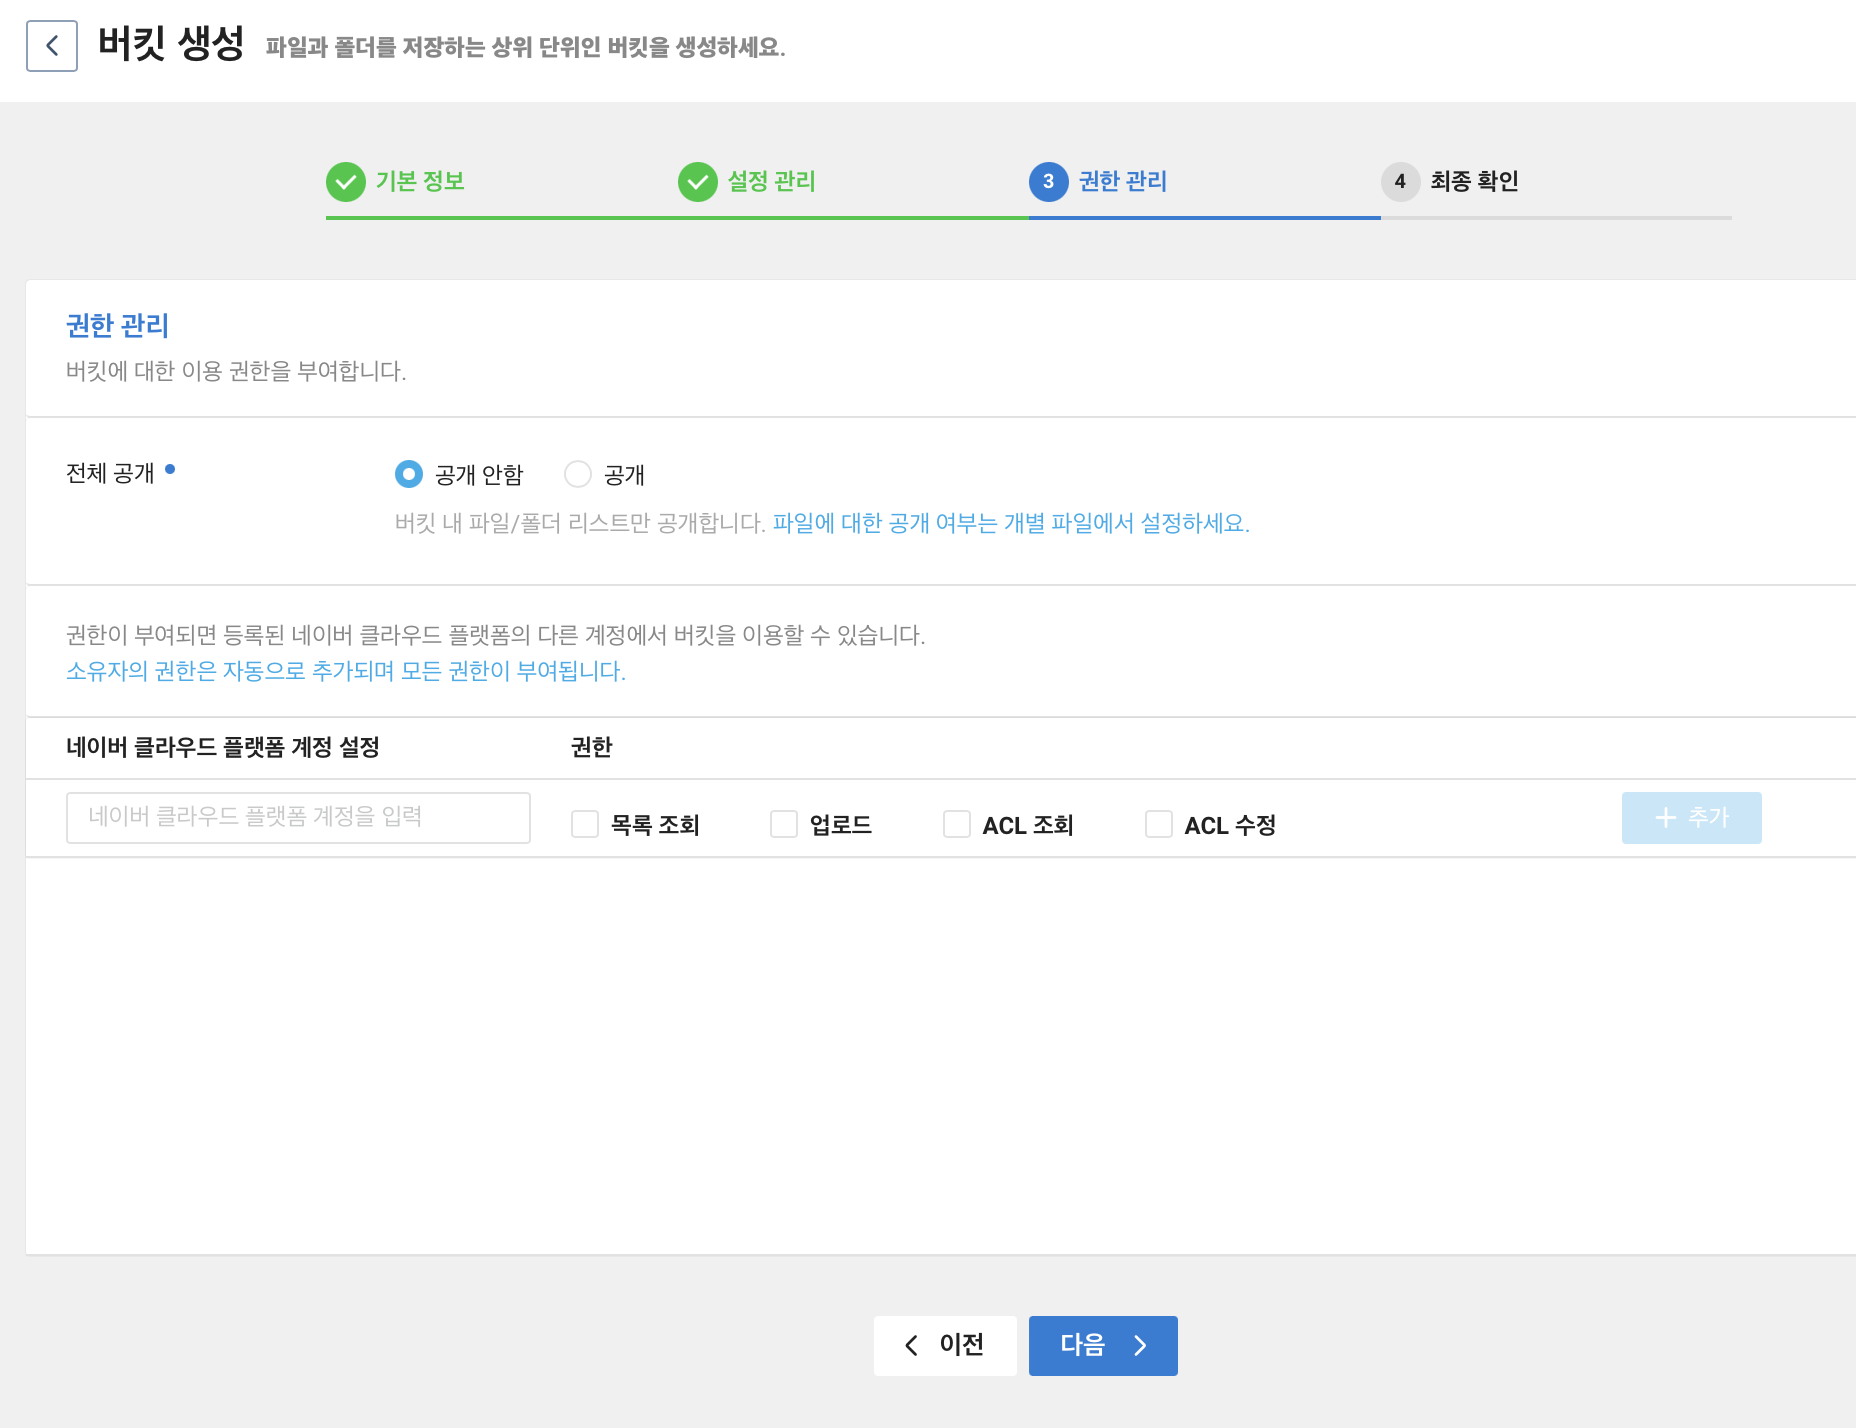 버킷 생성 파일과 폴더를 저장하는 상위 단위인 버킷을 생성하세요.
기본 정보 설정 관리 3 권한 관리 4 최종 확인
권한 관리
버킷에 대한 이용 권한을 부여합니다.
전체 공개 공개 안함 공개
버킷 내 파일/폴더 리스트만 공개합니다. 파일에 대한 공개 여부는 개별 파일에서 설정하세요.
권한이 부여되면 등록된 네이버 클라우드 플랫폼의 다른 계정에서 버킷을 이용할 수 있습니다.
소유자의 권한은 자동으로 추가되며 모든 권한이 부여됩니다.
네이버 클라우드 플랫폼 계정 설정 권한
네이버 클라우드 플랫폼 계정을 입력 목록 조회 업로드 ACL 조회 ACL 수정 + 추가
이전 다음